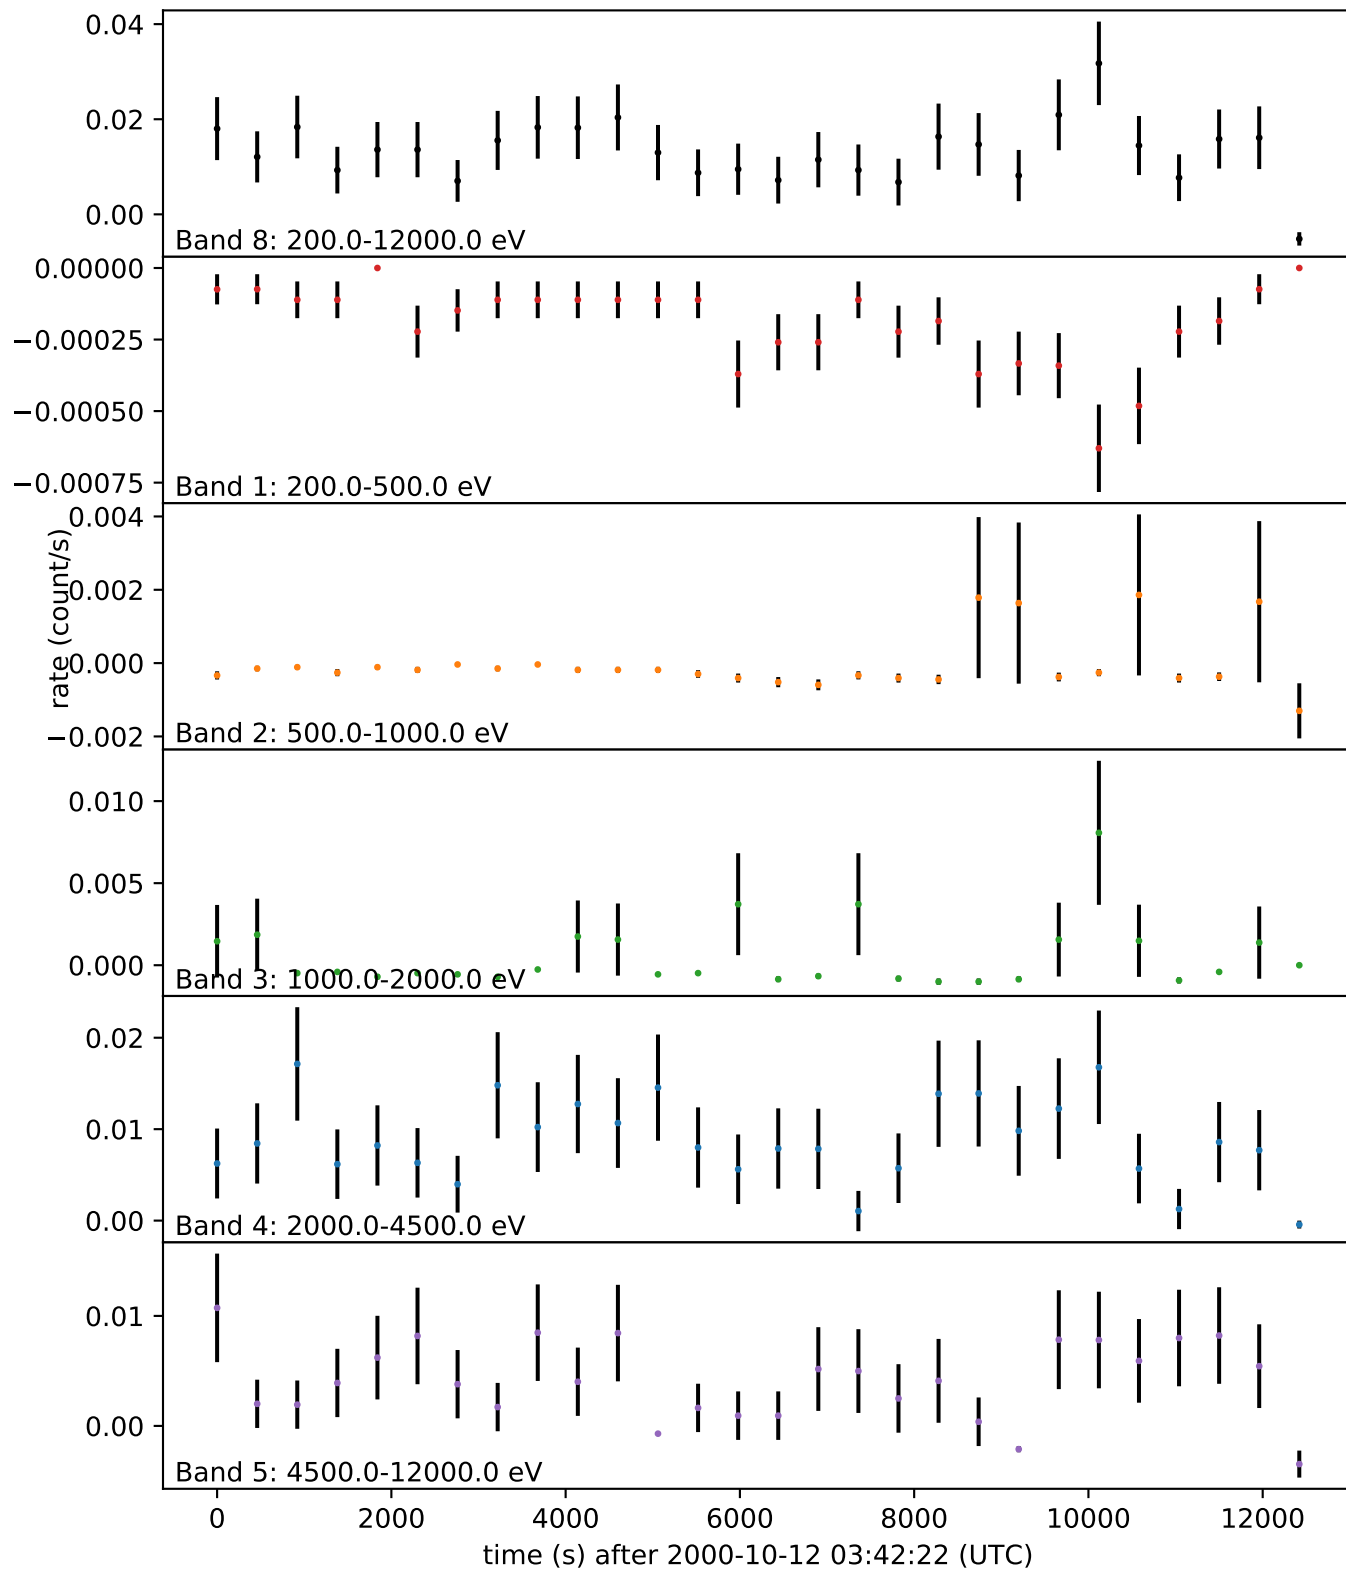 0.04
0.02
0.00
Band 8: 200.0-12000.0 eV
0.00000
−0.00025
−0.00050
−0.00075
Band 1: 200.0-500.0 eV
rate (count/s)
0.004
0.002
0.000
−0.002
Band 2: 500.0-1000.0 eV
0.010
0.005
0.000
Band 3: 1000.0-2000.0 eV
0.02
0.01
0.00
Band 4: 2000.0-4500.0 eV
0.01
0.00
Band 5: 4500.0-12000.0 eV
0 2000 4000 6000 8000 10000 12000
time (s) after 2000-10-12 03:42:22 (UTC)